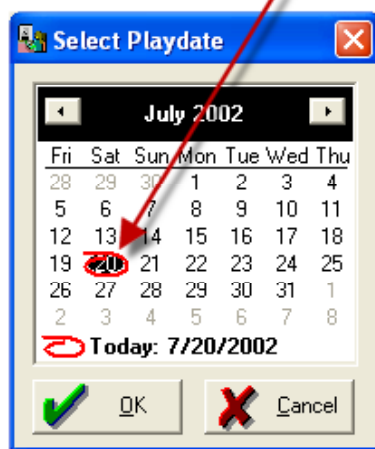 Select Playdate
July 2002
Fri Sat Sun Mon Tue Wed Thu
28 29 30 1 2 3 4
5 6 7 8 9 10 11
12 13 14 15 16 17 18
19 20 21 22 23 24 25
26 27 28 29 30 31 1
2 3 4 5 6 7 8
Today: 7/20/2002
OK Cancel